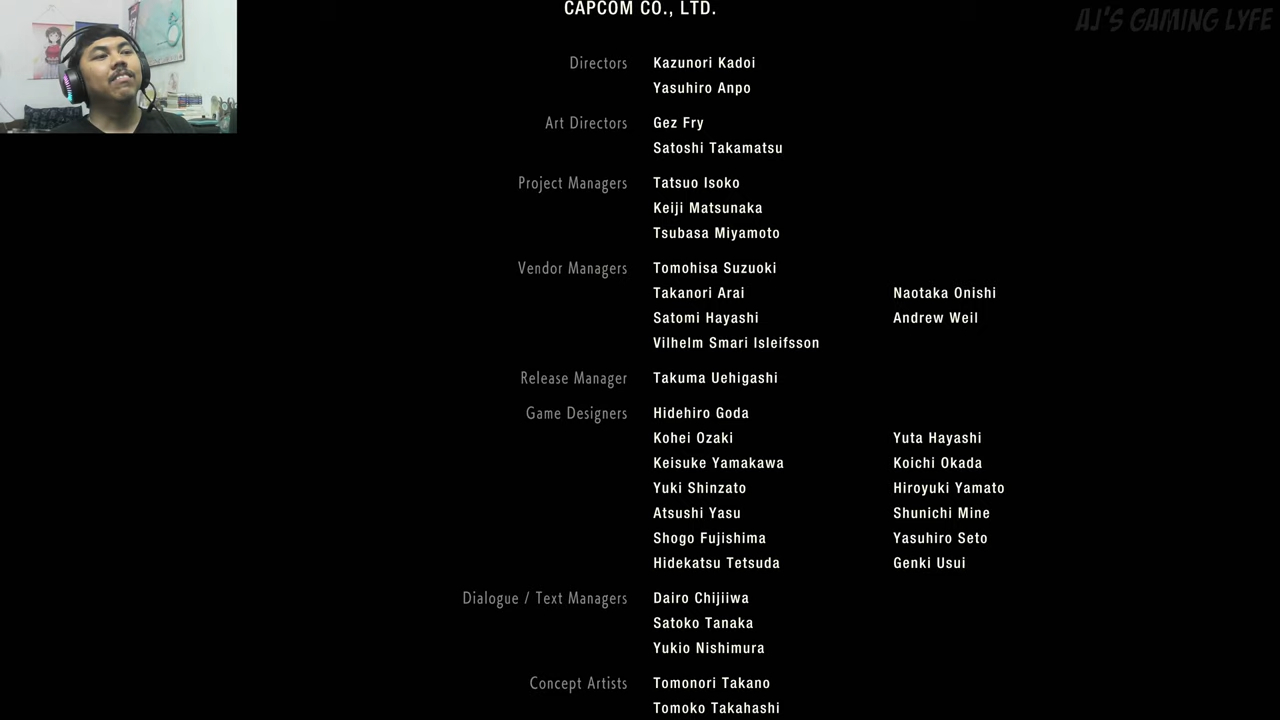 CAPCOM CO., LTD.
AJ'S GAMING LYFE
Directors Kazunori Kadoi
Yasuhiro Anpo
Art Directors Gez Fry
Satoshi Takamatsu
Project Managers Tatsuo Isoko
Keiji Matsunaka
Tsubasa Miyamoto
Vendor Managers Tomohisa Suzuoki
Takanori Arai Naotaka Onishi
Satomi Hayashi Andrew Weil
Vilhelm Smari Isleifsson
Release Manager Takuma Uehigashi
Game Designers Hidehiro Goda
Kohei Ozaki Yuta Hayashi
Keisuke Yamakawa Koichi Okada
Yuki Shinzato Hiroyuki Yamato
Atsushi Yasu Shunichi Mine
Shogo Fujishima Yasuhiro Seto
Hidekatsu Tetsuda Genki Usui
Dialogue / Text Managers Dairo Chijiiwa
Satoko Tanaka
Yukio Nishimura
Concept Artists Tomonori Takano
Tomoko Takahashi